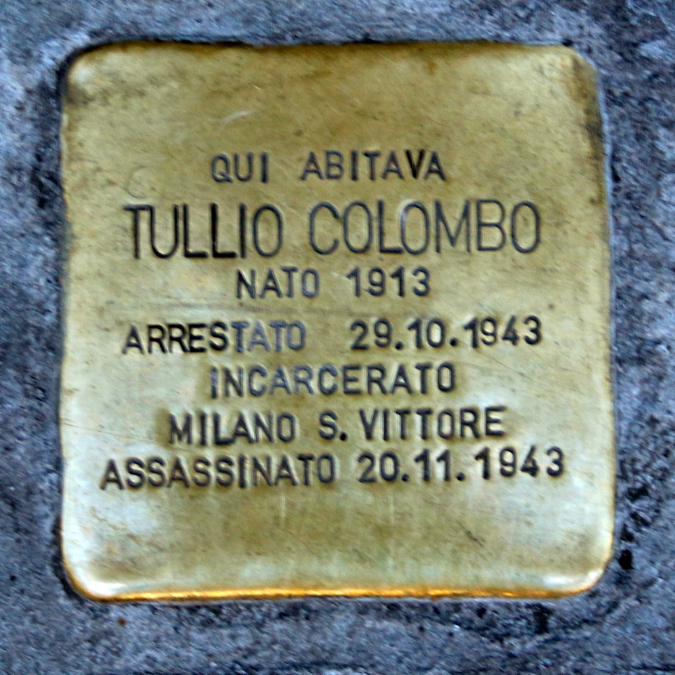 QUI ABITAVA
TULLIO COLOMBO
NATO 1913
ARRESTATO 29.10.1943
INCARCERATO
MILANO S. VITTORE
ASSASSINATO 20.11.1943